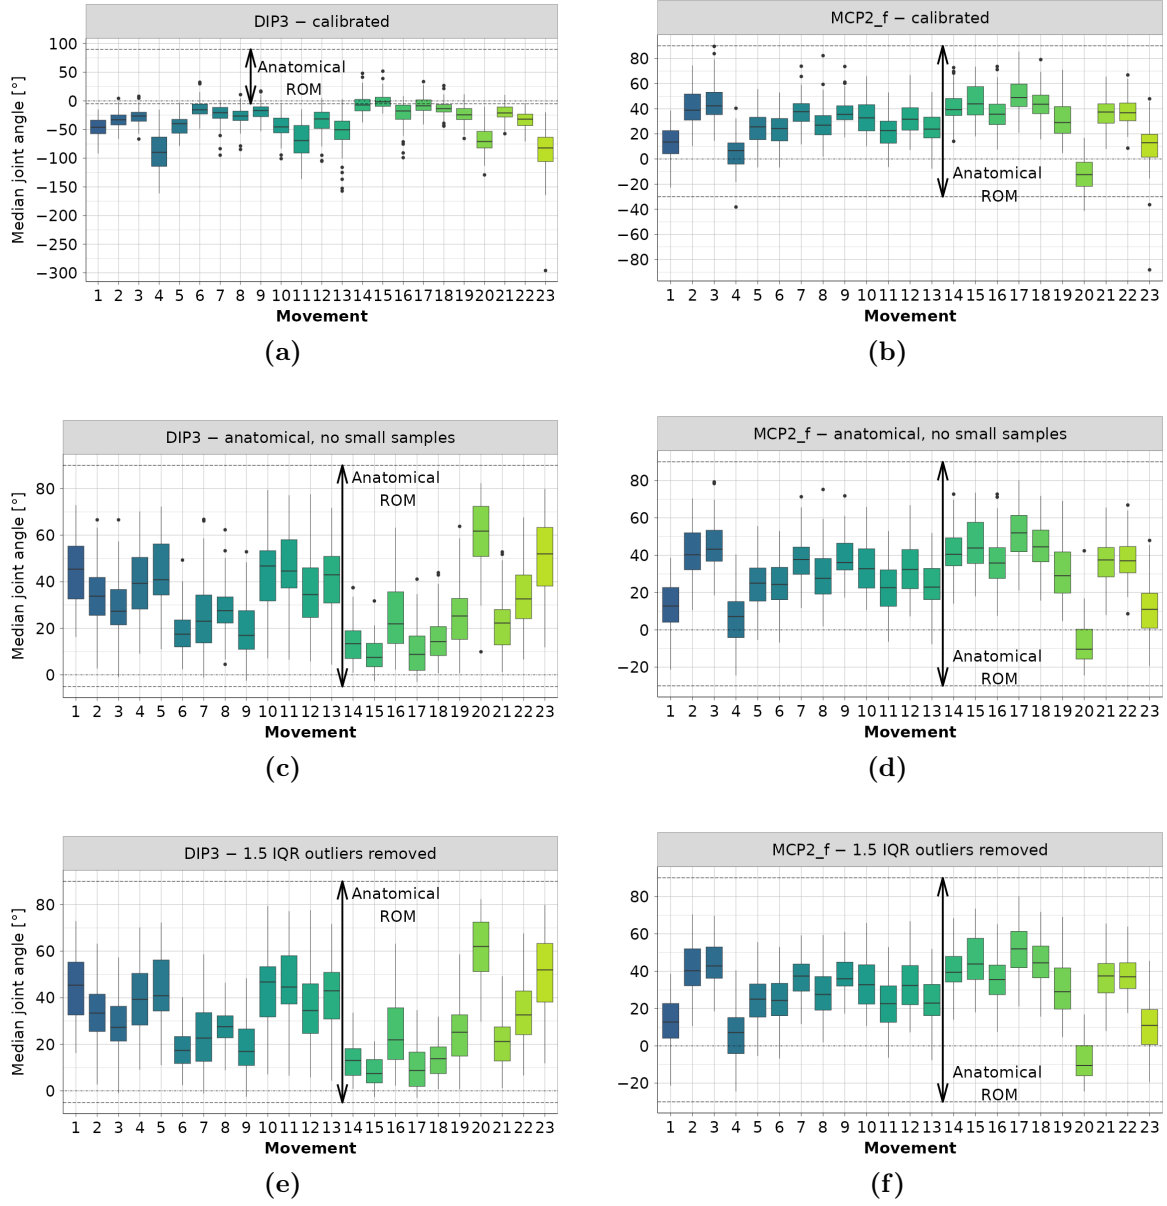 DIP3 − calibrated
100
50
0
−50
−100
−150
−200
−250
−300
Median joint angle [°]
Anatomical
ROM
1 2 3 4 5 6 7 8 9 10 11 12 13 14 15 16 17 18 19 20 21 22 23
Movement
(a)
MCP2_f − calibrated
80
60
40
20
0
−20
−40
−60
−80
Anatomical
ROM
1 2 3 4 5 6 7 8 9 10 11 12 13 14 15 16 17 18 19 20 21 22 23
Movement
(b)
DIP3 − anatomical, no small samples
80
60
40
20
0
Median joint angle [°]
Anatomical
ROM
1 2 3 4 5 6 7 8 9 10 11 12 13 14 15 16 17 18 19 20 21 22 23
Movement
(c)
MCP2_f − anatomical, no small samples
80
60
40
20
0
−20
Anatomical
ROM
1 2 3 4 5 6 7 8 9 10 11 12 13 14 15 16 17 18 19 20 21 22 23
Movement
(d)
DIP3 − 1.5 IQR outliers removed
80
60
40
20
0
Median joint angle [°]
Anatomical
ROM
1 2 3 4 5 6 7 8 9 10 11 12 13 14 15 16 17 18 19 20 21 22 23
Movement
(e)
MCP2_f − 1.5 IQR outliers removed
80
60
40
20
0
−20
Anatomical
ROM
1 2 3 4 5 6 7 8 9 10 11 12 13 14 15 16 17 18 19 20 21 22 23
Movement
(f)